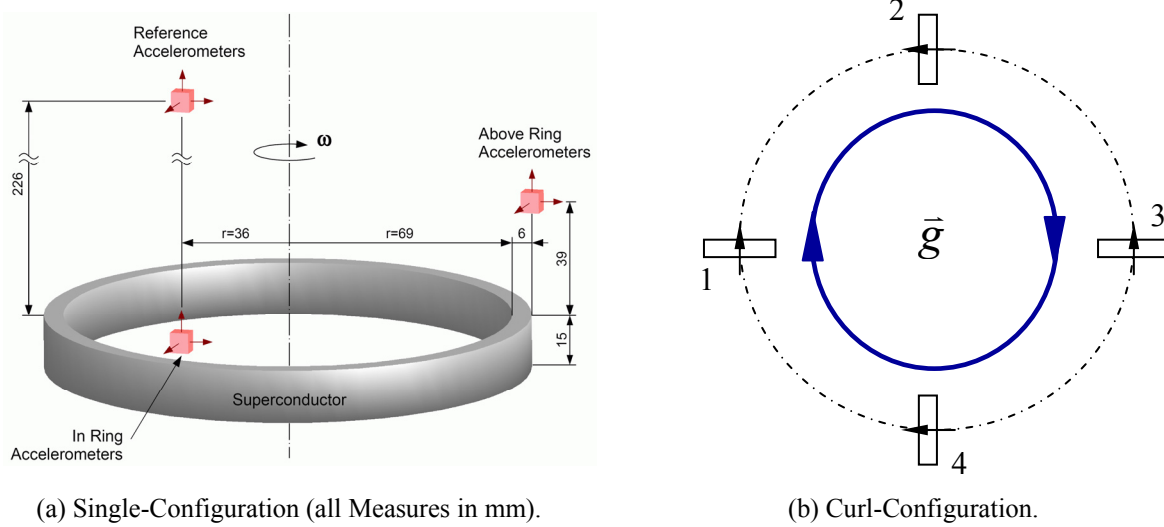 Reference
Accelerometers
ω
Above Ring
Accelerometers
226
r=36
r=69
6
39
15
Superconductor
In Ring
Accelerometers
(a) Single-Configuration (all Measures in mm).
2
3
g⃗
1
4
(b) Curl-Configuration.